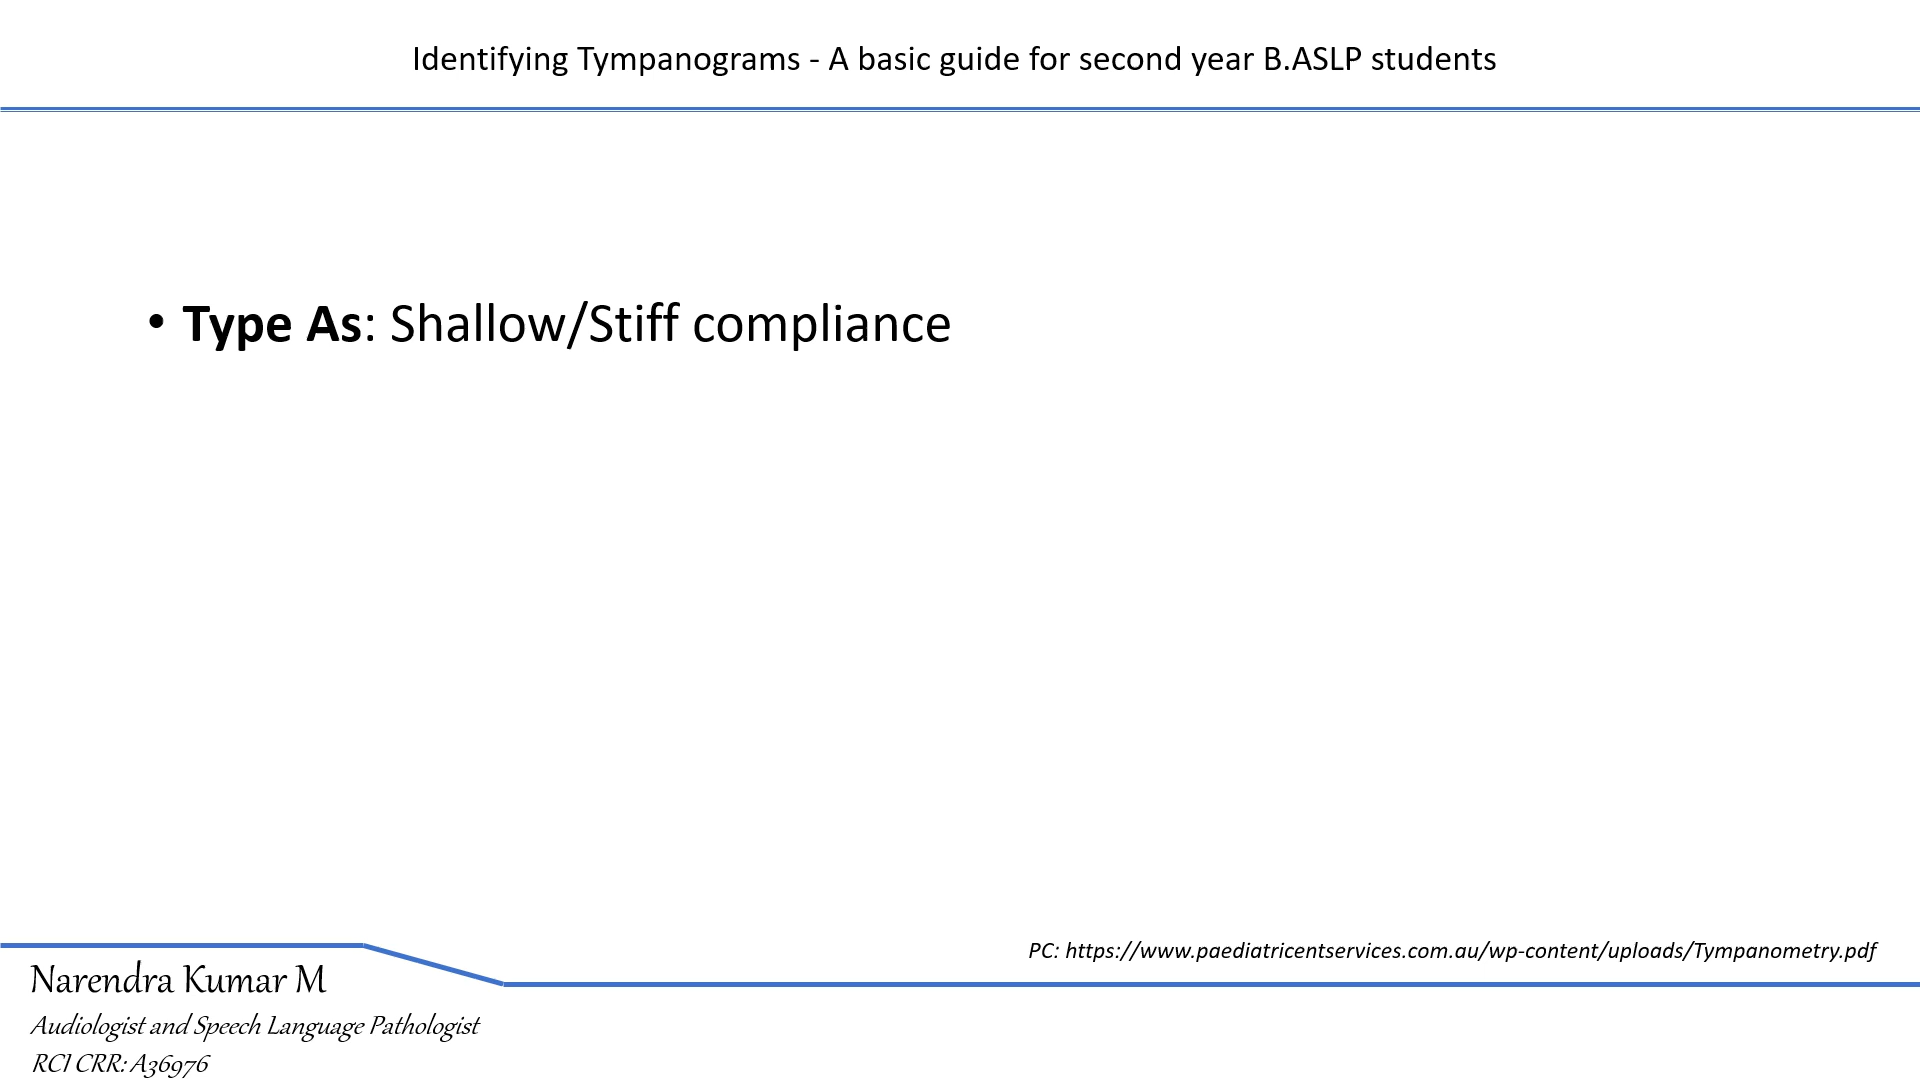 Identifying Tympanograms - A basic guide for second year B.ASLP students
• Type As: Shallow/Stiff compliance
PC: https://www.paediatricentservices.com.au/wp-content/uploads/Tympanometry.pdf
Narendra Kumar M
Audiologist and Speech Language Pathologist
RCI CRR: A36976